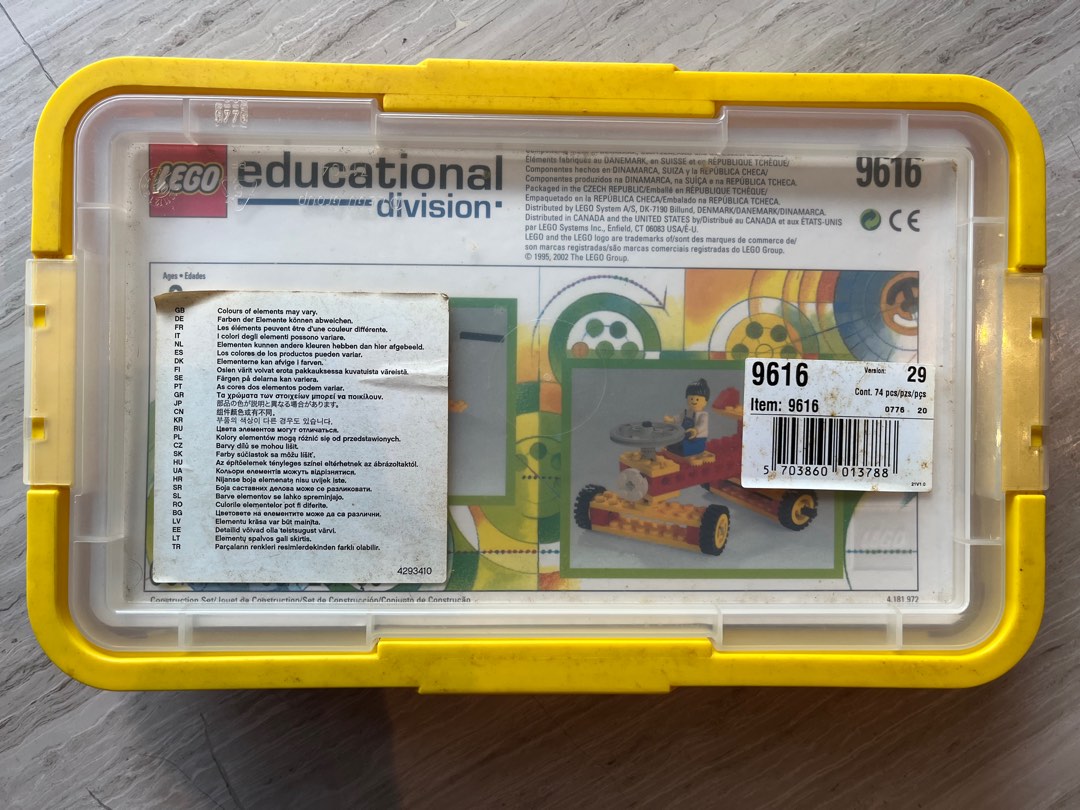 LEGO educational division
Éléments fabriqués au DANEMARK, en SUISSE et en RÉPUBLIQUE TCHÈQUE/
Componentes hechos en DINAMARCA, SUIZA y la REPÚBLICA CHECA/
Componentes produzidos na DINAMARCA, na SUÍÇA e na REPÚBLICA TCHECA.
Packaged in the CZECH REPUBLIC/Emballé en RÉPUBLIQUE TCHÈQUE/
Empaquetado en la REPÚBLICA CHECA/Embalado na REPÚBLICA TCHECA.
Distributed by LEGO System A/S, DK-7190 Billund, DENMARK/DANEMARK/DINAMARCA.
Distributed in CANADA and the UNITED STATES by/Distribué au CANADA et aux ÉTATS-UNIS
par LEGO Systems Inc., Enfield, CT 06083 USA/É-U.
LEGO and the LEGO logo are trademarks of/sont des marques de commerce de/
son marcas registradas/são marcas comerciais registradas do LEGO Group.
© 1995, 2002 The LEGO Group.
9616
CE
Ages • Edades
GB Colours of elements may vary.
DE Farben der Elemente können abweichen.
FR Les éléments peuvent être d'une couleur différente.
IT I colori degli elementi possono variare.
NL Elementen kunnen andere kleuren hebben dan hier afgebeeld.
ES Los colores de los productos pueden variar.
DK Elementerne kan afvige i farven.
FI Osien värit voivat erota pakkauksessa kuvatuista väreistä.
SE Färgen på delarna kan variera.
PT As cores dos elementos podem variar.
GR Τα χρώματα των στοιχείων μπορεί να ποικίλουν.
JP 部品の色が説明と異なる場合があります。
CN 组件颜色或有不同。
KR 부품의 색상이 다른 경우도 있습니다.
RU Цвета элементов могут отличаться.
PL Kolory elementów mogą różnić się od przedstawionych.
CZ Barvy dílů se mohou lišit.
SK Farby súčiastok sa môžu líšiť.
HU Az építőelemek tényleges színei eltérhetnek az ábrázoltaktól.
UA Кольори елементів можуть відрізнятися.
HR Nijanse boja elemenata nisu uvijek iste.
SR Боја саставних делова може се разликовати.
SL Barve elementov se lahko spreminjajo.
RO Culorile elementelor pot fi diferite.
BG Цветовете на елементите може да са различни.
LV Elementu krāsa var būt mainīta.
EE Detailid võivad olla teistsugust värvi.
LT Elementų spalvos gali skirtis.
TR Parçaların renkleri resimlerdekinden farklı olabilir.
4293410
9616 Version: 29
Cont. 74 pcs/pzs/pçs
Item: 9616 0776 20
5 703860 013788
21V1.0
LEGO
Construction Set/Jouet de Construction/Set de Construcción/Conjunto de Construção
4.181.972